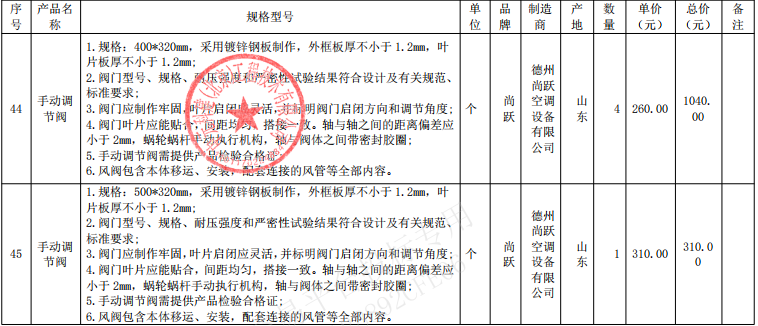 序号 产品名称 规格型号 单位 品牌 制造商 产地 数量 单价（元） 总价（元） 备注
44 手动调节阀
1.规格：400*320mm，采用镀锌钢板制作，外框板厚不小于1.2mm，叶
片板厚不小于1.2mm;
2.阀门型号、规格、耐压强度和严密性试验结果符合设计及有关规范、
标准要求;
3.阀门应制作牢固,叶片启闭应灵活,并标明阀门启闭方向和调节角度;
4.阀门叶片应能贴合，间距均匀，搭接一致。轴与轴之间的距离偏差应
小于2mm，蜗轮蜗杆手动执行机构，轴与阀体之间带密封胶圈;
5.手动调节阀需提供产品检验合格证;
6.风阀包含本体移运、安装，配套连接的风管等全部内容。
个 尚跃 德州尚跃空调设备有限公司 山东 4 260.00 1040.00
45 手动调节阀
1.规格：500*320mm，采用镀锌钢板制作，外框板厚不小于1.2mm，叶
片板厚不小于1.2mm;
2.阀门型号、规格、耐压强度和严密性试验结果符合设计及有关规范、
标准要求;
3.阀门应制作牢固,叶片启闭应灵活,并标明阀门启闭方向和调节角度;
4.阀门叶片应能贴合，间距均匀，搭接一致。轴与轴之间的距离偏差应
小于2mm，蜗轮蜗杆手动执行机构，轴与阀体之间带密封胶圈;
5.手动调节阀需提供产品检验合格证;
6.风阀包含本体移运、安装，配套连接的风管等全部内容。
个 尚跃 德州尚跃空调设备有限公司 山东 1 310.00 310.00